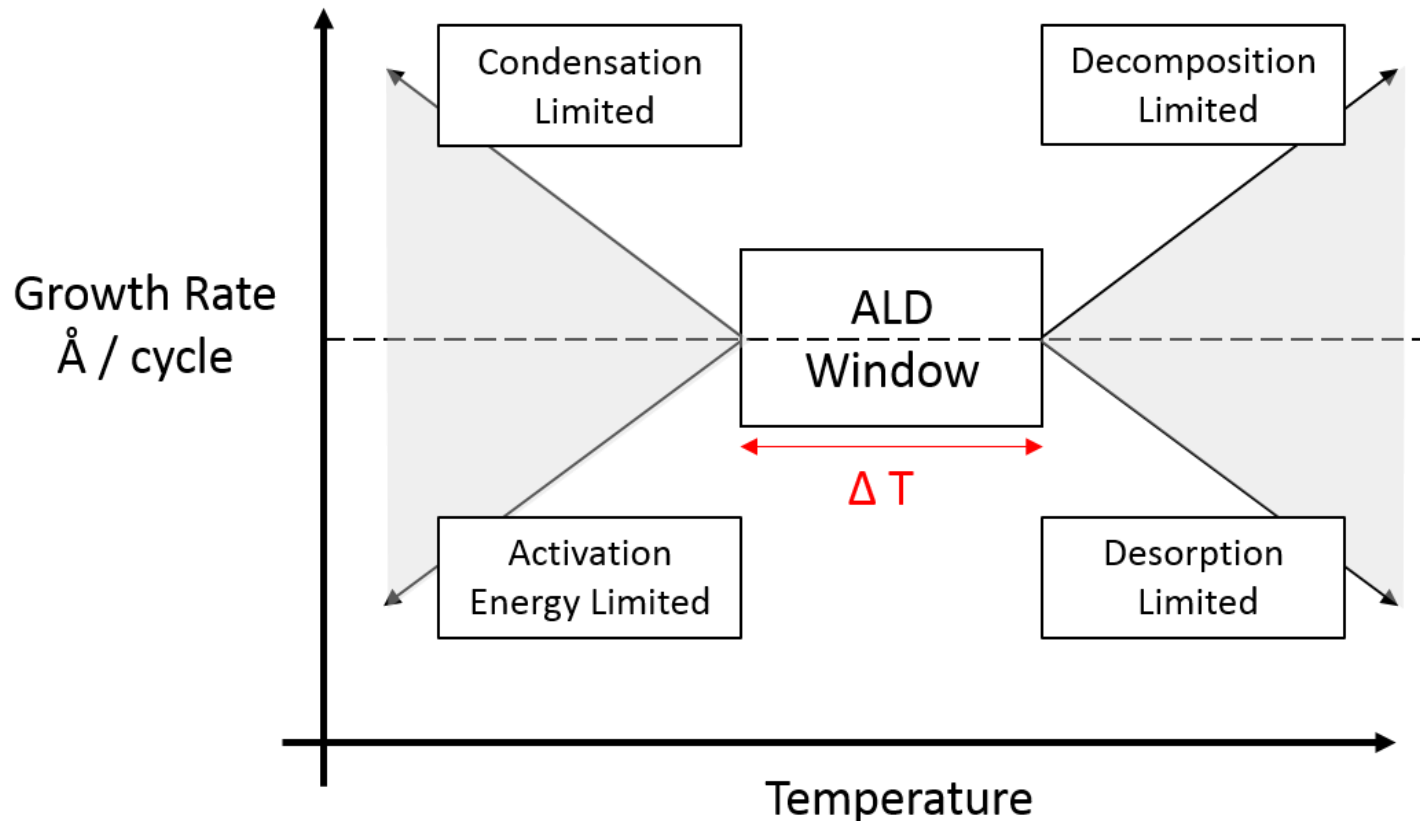 Condensation
Limited
Decomposition
Limited
Growth Rate
Å / cycle
ALD
Window
Δ T
Activation
Energy Limited
Desorption
Limited
Temperature